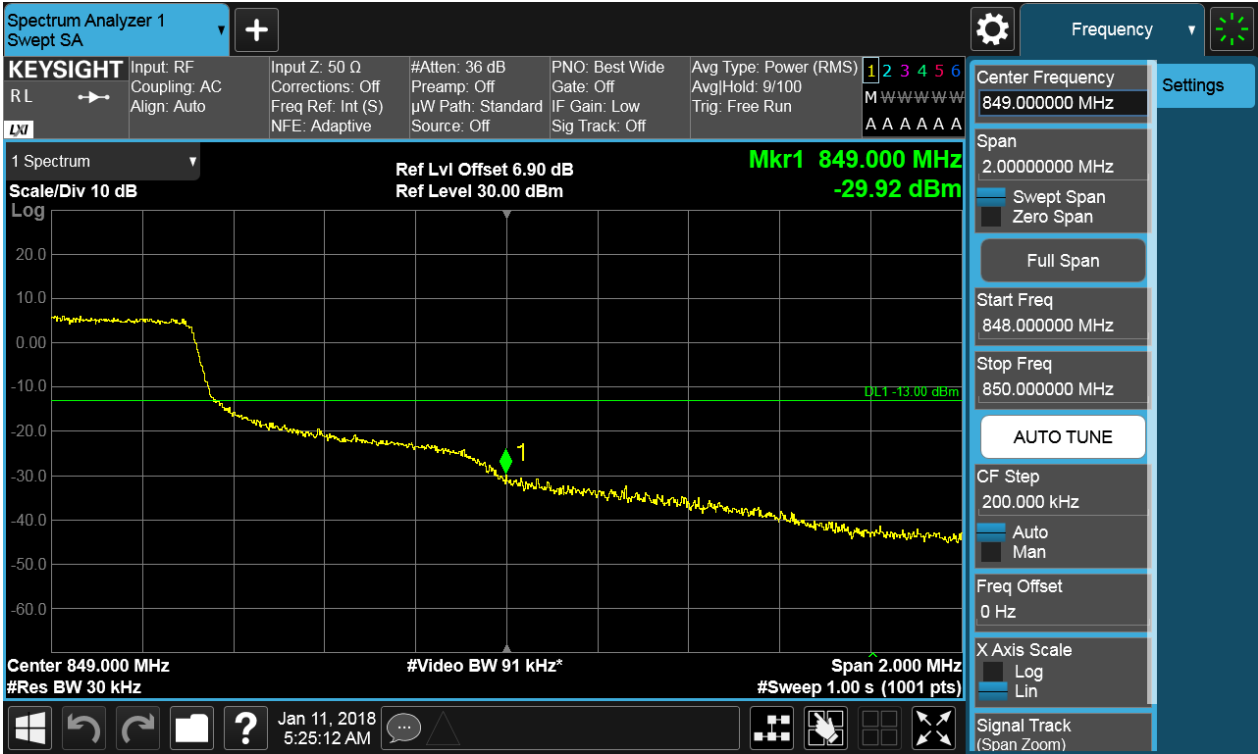 Spectrum Analyzer 1
Swept SA
+
Frequency
KEYSIGHT
R L
LXI
Input: RF
Coupling: AC
Align: Auto
Input Z: 50 Ω
Corrections: Off
Freq Ref: Int (S)
NFE: Adaptive
#Atten: 36 dB
Preamp: Off
µW Path: Standard
Source: Off
PNO: Best Wide
Gate: Off
IF Gain: Low
Sig Track: Off
Avg Type: Power (RMS)
Avg|Hold: 9/100
Trig: Free Run
1 2 3 4 5 6
M W W W W W
A A A A A A
1 Spectrum
Scale/Div 10 dB
Ref Lvl Offset 6.90 dB
Ref Level 30.00 dBm
Mkr1 849.000 MHz
-29.92 dBm
Log
20.0
10.0
0.00
-10.0
-20.0
-30.0
-40.0
-50.0
-60.0
DL1 -13.00 dBm
1
Center 849.000 MHz
#Res BW 30 kHz
#Video BW 91 kHz*
Span 2.000 MHz
#Sweep 1.00 s (1001 pts)
Center Frequency
849.000000 MHz
Span
2.00000000 MHz
Swept Span
Zero Span
Full Span
Start Freq
848.000000 MHz
Stop Freq
850.000000 MHz
AUTO TUNE
CF Step
200.000 kHz
Auto
Man
Freq Offset
0 Hz
X Axis Scale
Log
Lin
Signal Track
(Span Zoom)
Settings
?
Jan 11, 2018
5:25:12 AM